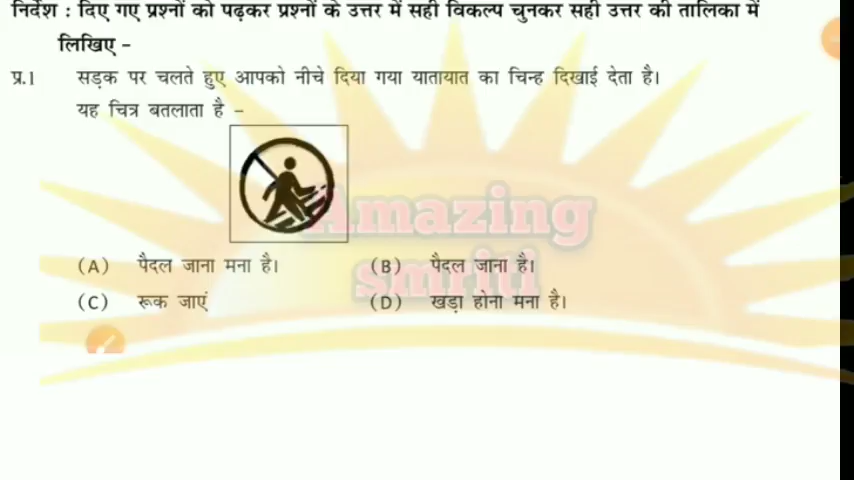 निर्देश : दिए गए प्रश्नों को पढ़कर प्रश्नों के उत्तर में सही विकल्प चुनकर सही उत्तर की तालिका में
लिखिए -
प्र.1 सड़क पर चलते हुए आपको नीचे दिया गया यातायात का चिन्ह दिखाई देता है।
यह चित्र बतलाता है -
Amazing
smriti
(A) पैदल जाना मना है। (B) पैदल जाना है।
(C) रूक जाएं (D) खड़ा होना मना है।